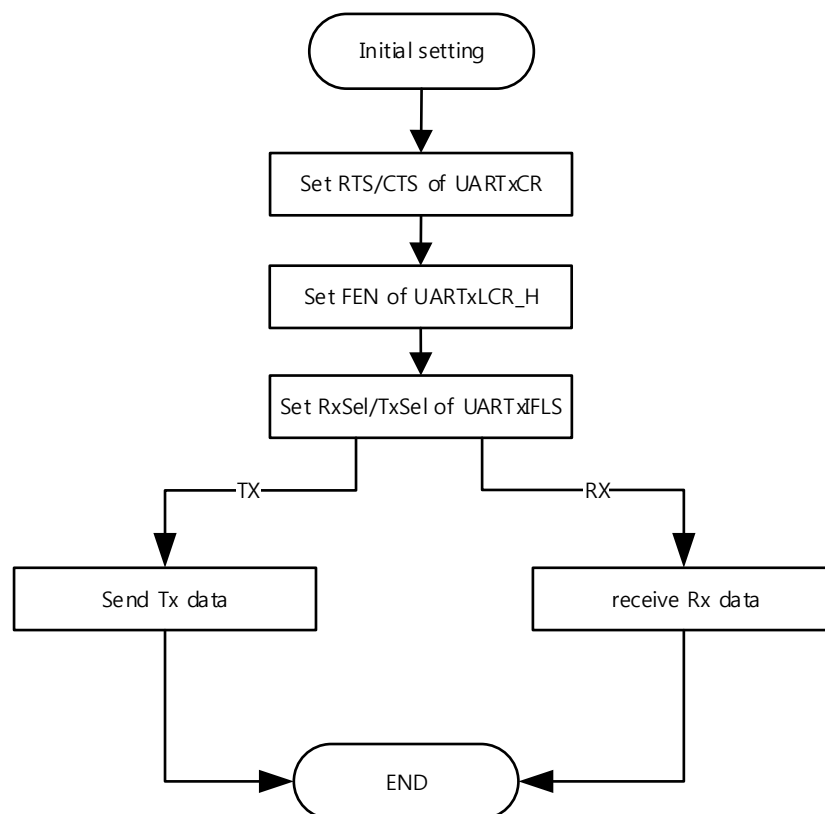 Initial setting
Set RTS/CTS of UARTxCR
Set FEN of UARTxLCR_H
Set RxSel/TxSel of UARTxIFLS
TX
RX
Send Tx data
receive Rx data
END